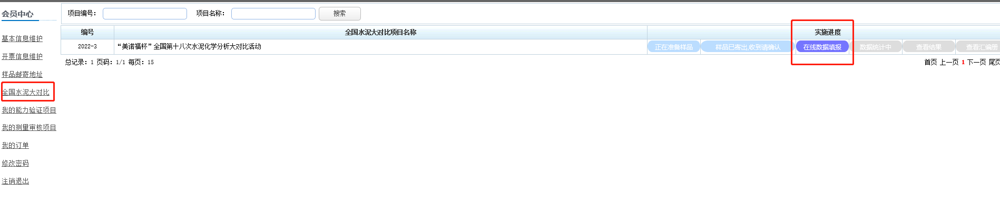 会员中心
基本信息维护
开票信息维护
样品邮寄地址
全国水泥大对比
我的能力验证项目
我的测量审核项目
我的订单
修改密码
注销退出
项目编号： 项目名称： 搜索
编号 全国水泥大对比项目名称 实施进度
2022-3 “美诺福杯”全国第十八次水泥化学分析大对比活动 正在准备样品 样品已寄出,收到请确认 在线数据填报 数据统计中 查看结果 查看汇编册
总记录：1 页码：1/1 每页：15 首页 上一页 1 下一页 尾页